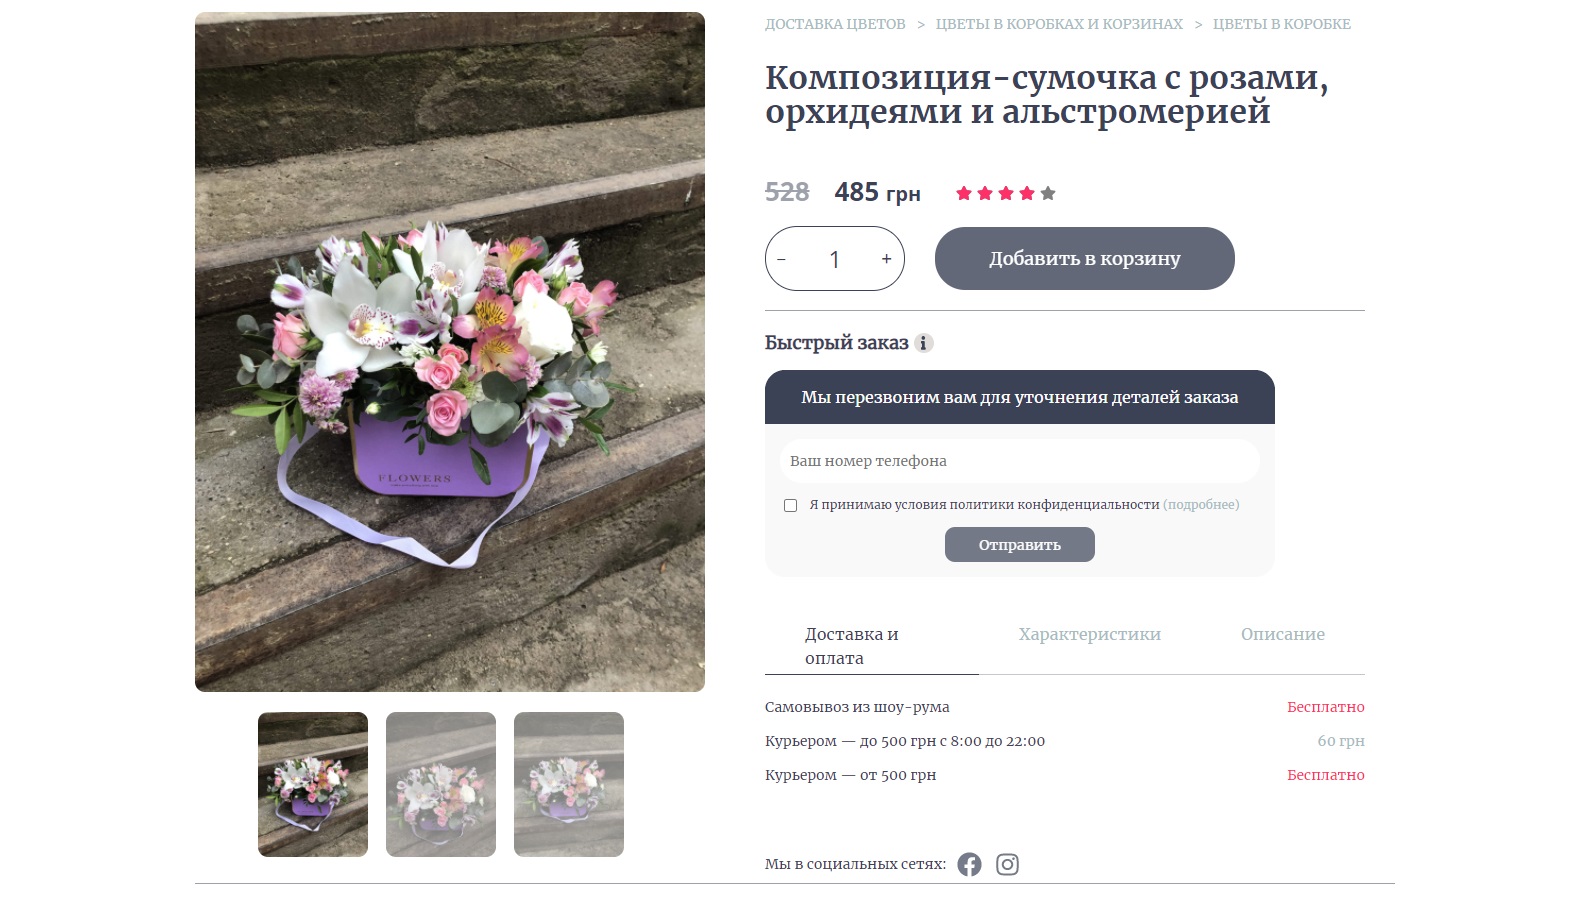 ДОСТАВКА ЦВЕТОВ > ЦВЕТЫ В КОРОБКАХ И КОРЗИНАХ > ЦВЕТЫ В КОРОБКЕ
Композиция-сумочка с розами,
орхидеями и альстромерией
528 485 грн
− 1 +
Добавить в корзину
Быстрый заказ i
Мы перезвоним вам для уточнения деталей заказа
Ваш номер телефона
Я принимаю условия политики конфиденциальности (подробнее)
Отправить
Доставка и
оплата
Характеристики
Описание
Самовывоз из шоу-рума Бесплатно
Курьером — до 500 грн с 8:00 до 22:00 60 грн
Курьером — от 500 грн Бесплатно
Мы в социальных сетях:
FLOWERS